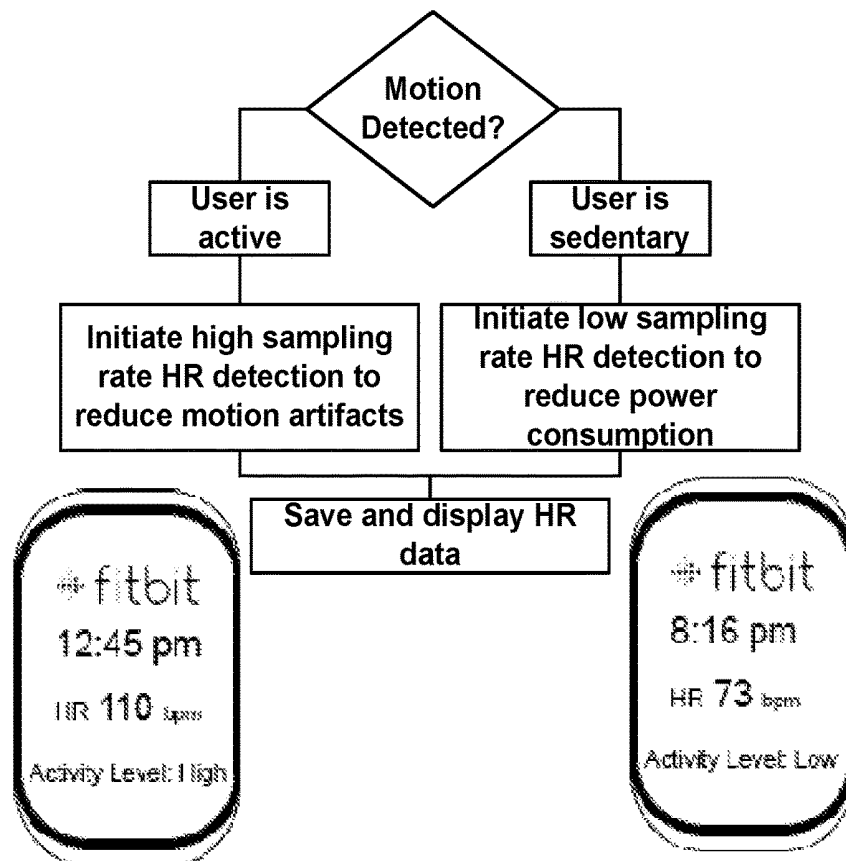 Motion
Detected?
User is
active
User is
sedentary
Initiate high sampling
rate HR detection to
reduce motion artifacts
Initiate low sampling
rate HR detection to
reduce power
consumption
Save and display HR
data
fitbit
12:45 pm
HR 110 bpm
Activity Level: High
fitbit
8:16 pm
HR 73 bpm
Activity Level: Low